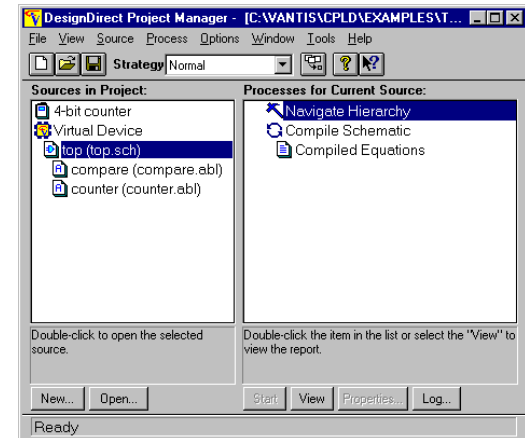 DesignDirect Project Manager - [C:\VANTIS\CPLD\EXAMPLES\T...
File View Source Process Options Window Tools Help
Strategy Normal
Sources in Project:
4-bit counter
Virtual Device
top (top.sch)
compare (compare.abl)
counter (counter.abl)
Double-click to open the selected
source.
New... Open...
Processes for Current Source:
Navigate Hierarchy
Compile Schematic
Compiled Equations
Double-click the item in the list or select the "View" to
view the report.
Start View Properties... Log...
Ready